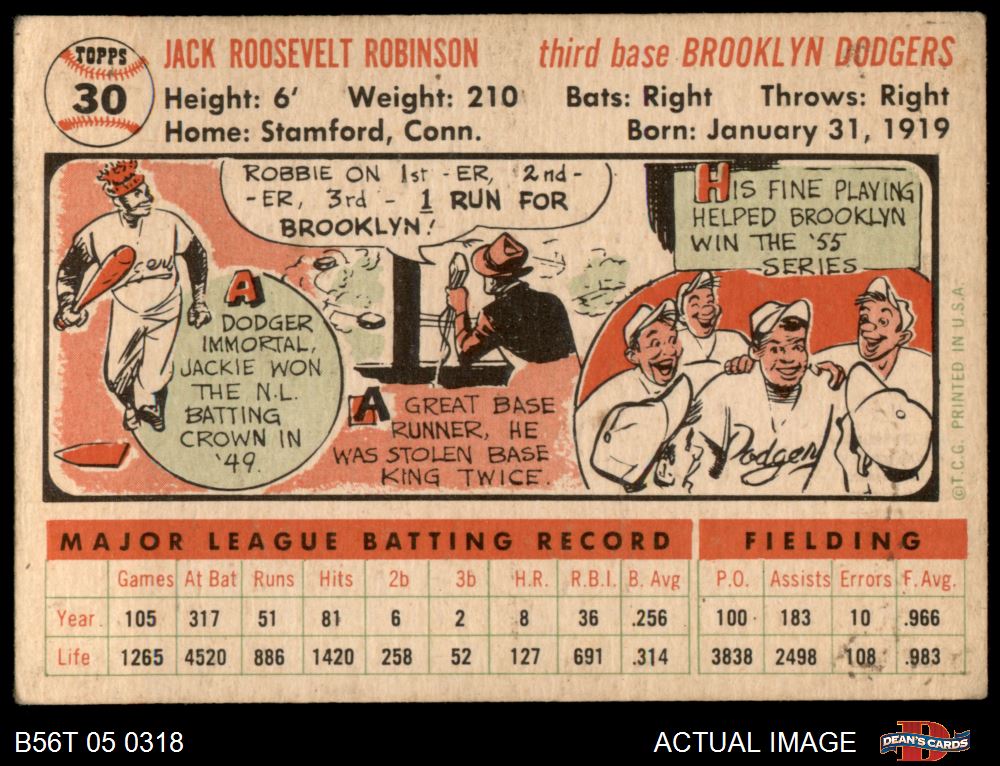 TOPPS
30
JACK ROOSEVELT ROBINSON third base BROOKLYN DODGERS
Height: 6' Weight: 210 Bats: Right Throws: Right
Home: Stamford, Conn. Born: January 31, 1919
A
DODGER
IMMORTAL,
JACKIE WON
THE N.L.
BATTING
CROWN IN
'49.
ROBBIE ON 1st -ER, 2nd-
-ER, 3rd - 1 RUN FOR
BROOKLYN!
A GREAT BASE
RUNNER, HE
WAS STOLEN BASE
KING TWICE.
HIS FINE PLAYING
HELPED BROOKLYN
WIN THE '55
SERIES
Dodgers
©T.C.G. PRINTED IN U.S.A.
MAJOR LEAGUE BATTING RECORD FIELDING
Games At Bat Runs Hits 2b 3b H.R. R.B.I. B. Avg P.O. Assists Errors F. Avg.
Year 105 317 51 81 6 2 8 36 .256 100 183 10 .966
Life 1265 4520 886 1420 258 52 127 691 .314 3838 2498 108 .983
B56T 05 0318 ACTUAL IMAGE
D
DEAN'S CARDS